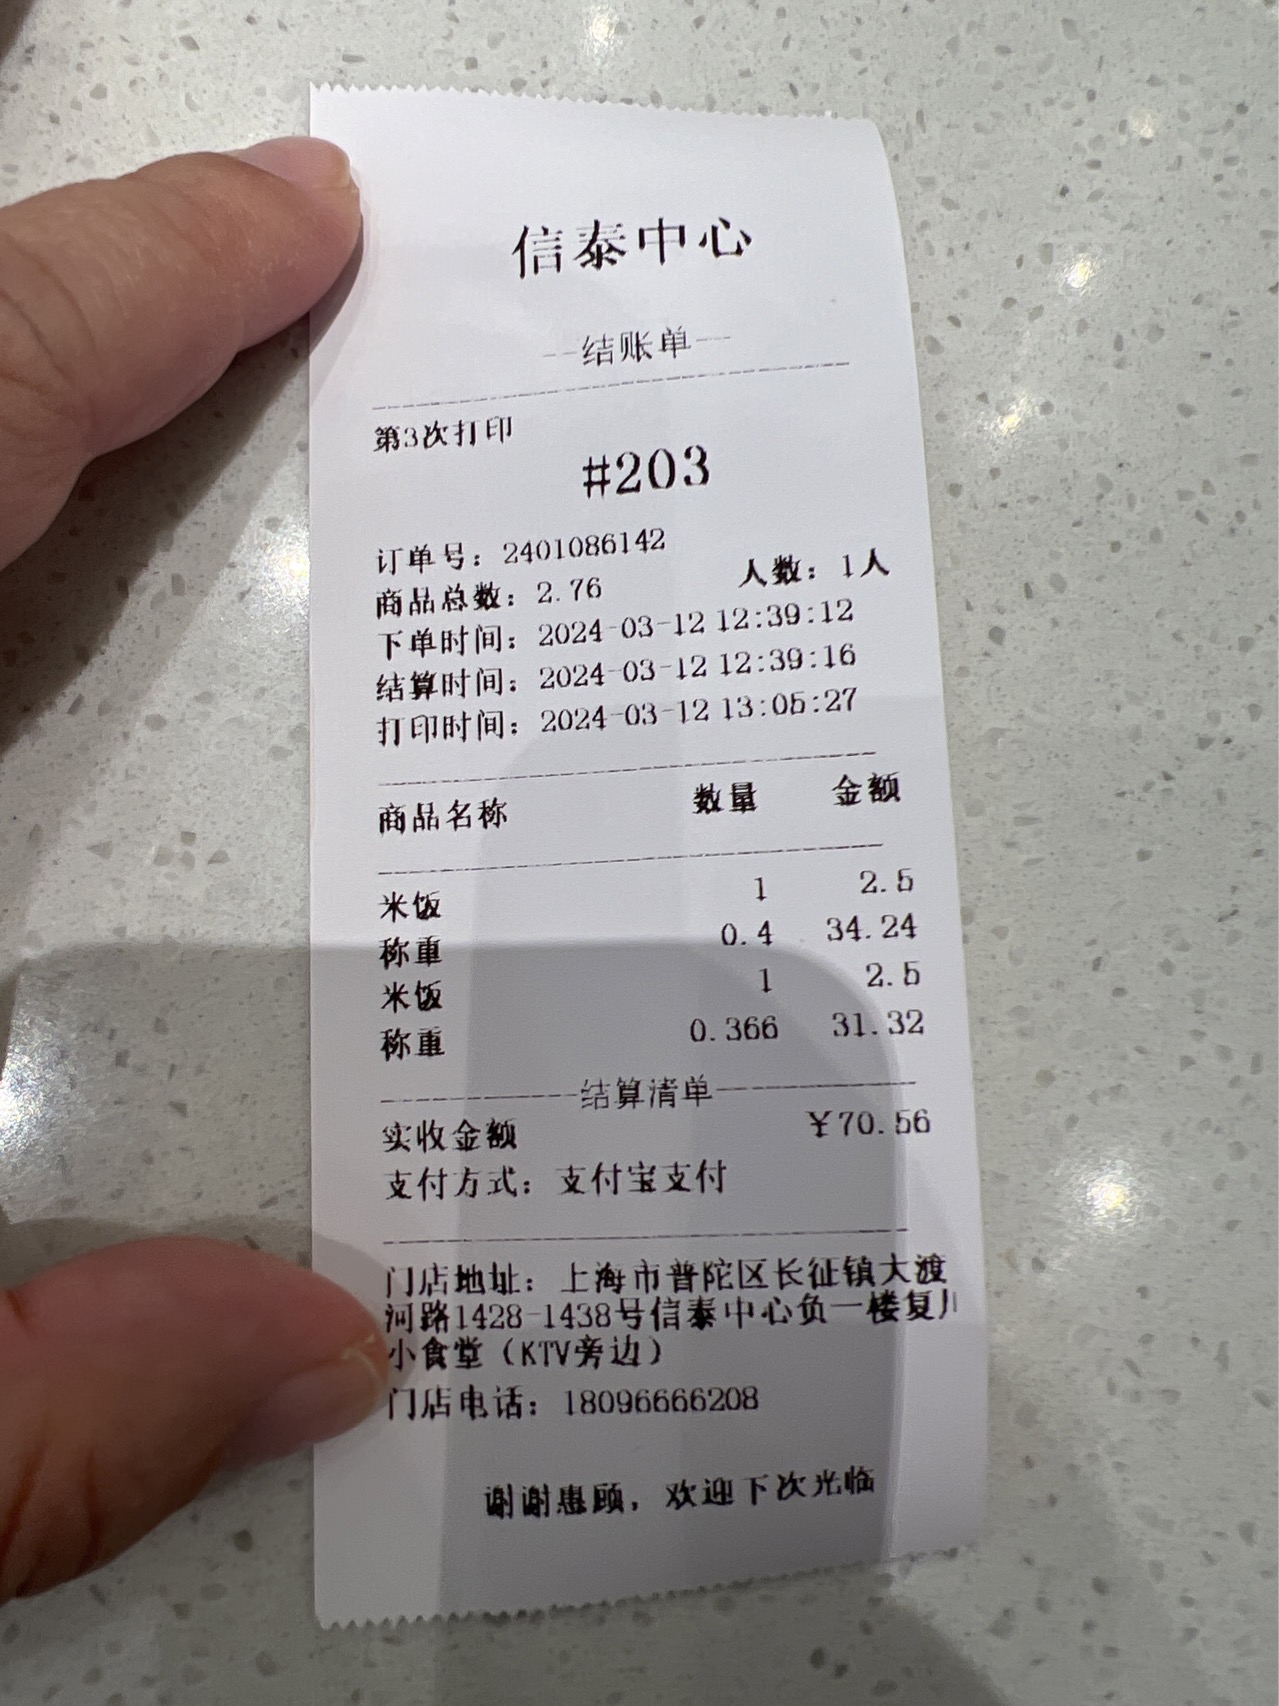 信泰中心
--结账单--
第3次打印
#203
订单号：2401086142
商品总数：2.76 人数：1人
下单时间：2024-03-12 12:39:12
结算时间：2024-03-12 12:39:16
打印时间：2024-03-12 13:05:27
商品名称 数量 金额
米饭 1 2.5
称重 0.4 34.24
米饭 1 2.5
称重 0.366 31.32
结算清单
实收金额 ￥70.56
支付方式：支付宝支付
门店地址：上海市普陀区长征镇大渡
河路1428-1438号信泰中心负一楼复川
小食堂（KTV旁边）
门店电话：18096666208
谢谢惠顾，欢迎下次光临